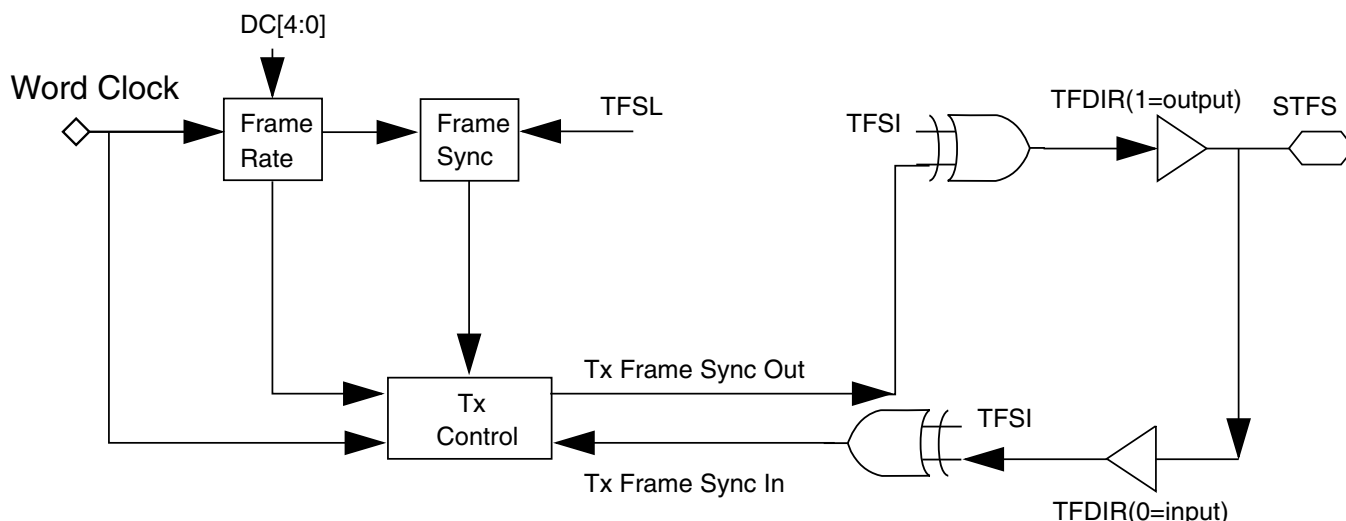 DC[4:0]
Word Clock
TFDIR(1=output)
STFS
Frame
Rate
Frame
Sync
TFSL
TFSI
Tx Frame Sync Out
Tx
Control
TFSI
Tx Frame Sync In
TFDIR(0=input)